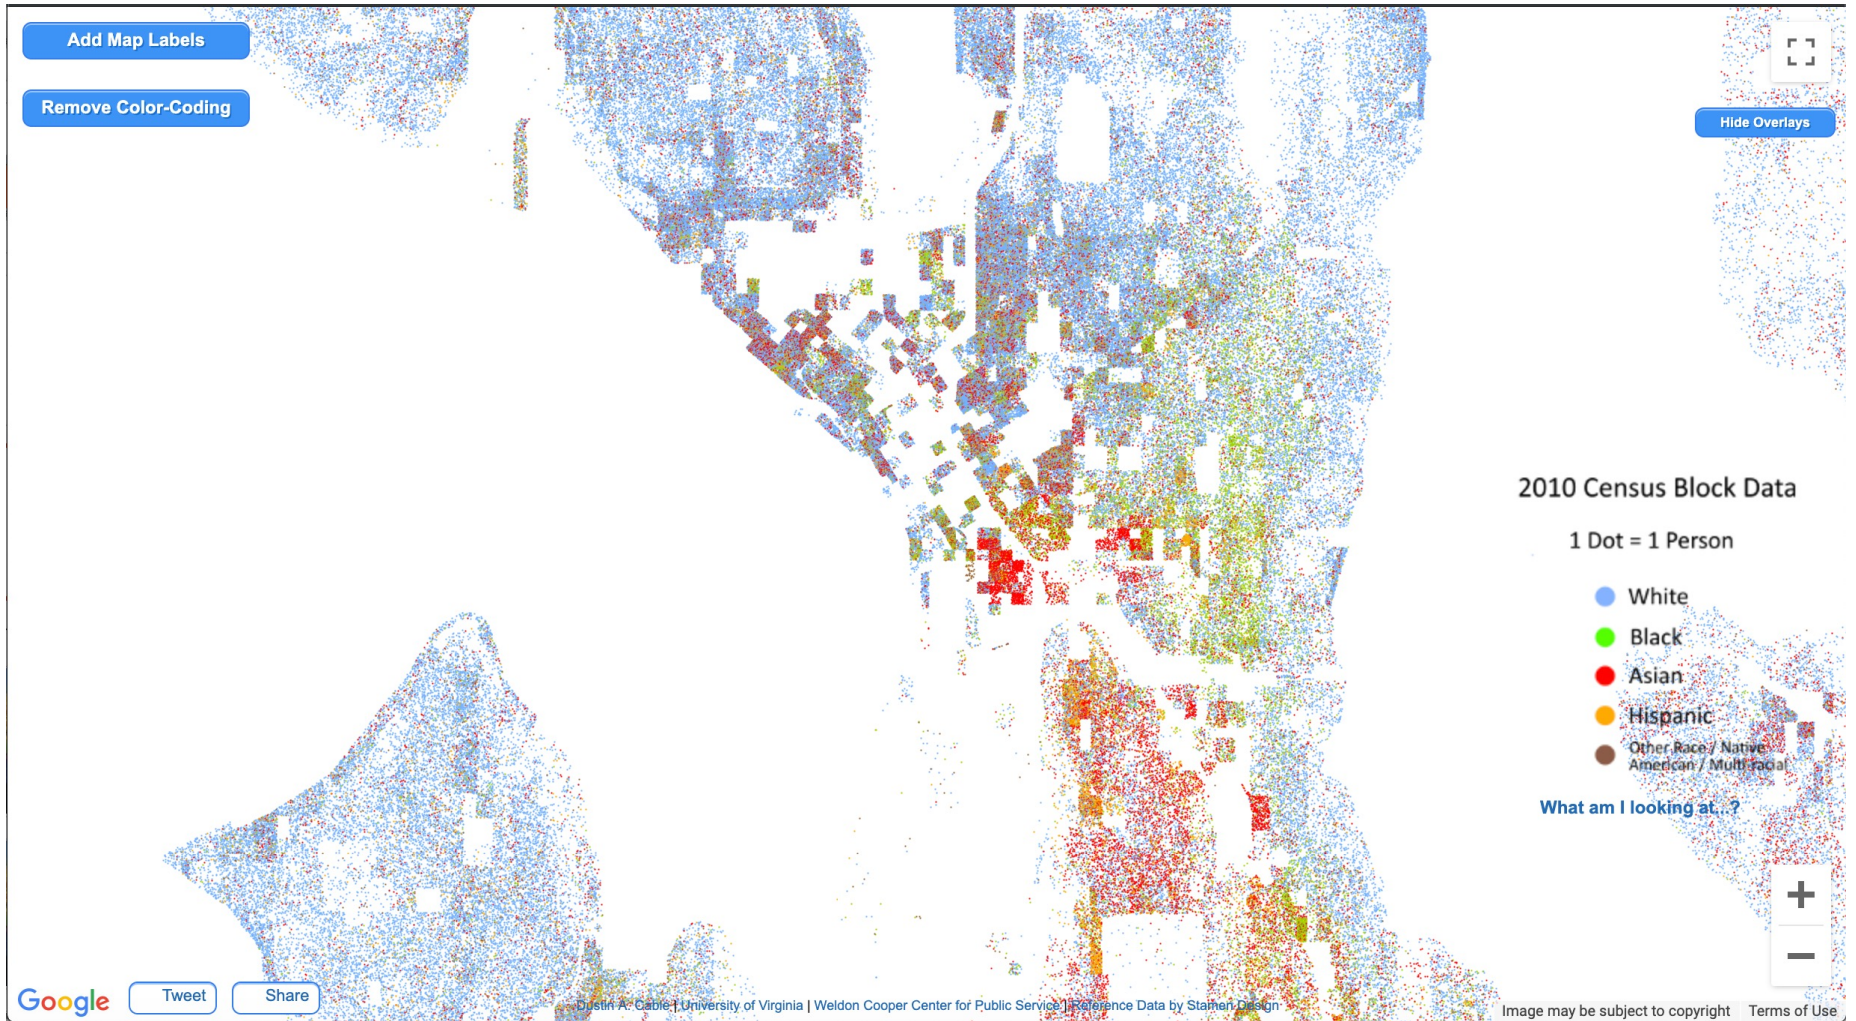 Add Map Labels
Remove Color-Coding
Hide Overlays
2010 Census Block Data
1 Dot = 1 Person
White
Black
Asian
Hispanic
Other Race / Native
American / Multi-racial
What am I looking at...?
Google
Tweet
Share
Dustin A. Cable | University of Virginia | Weldon Cooper Center for Public Service | Reference Data by Stamen Design
Image may be subject to copyright
Terms of Use